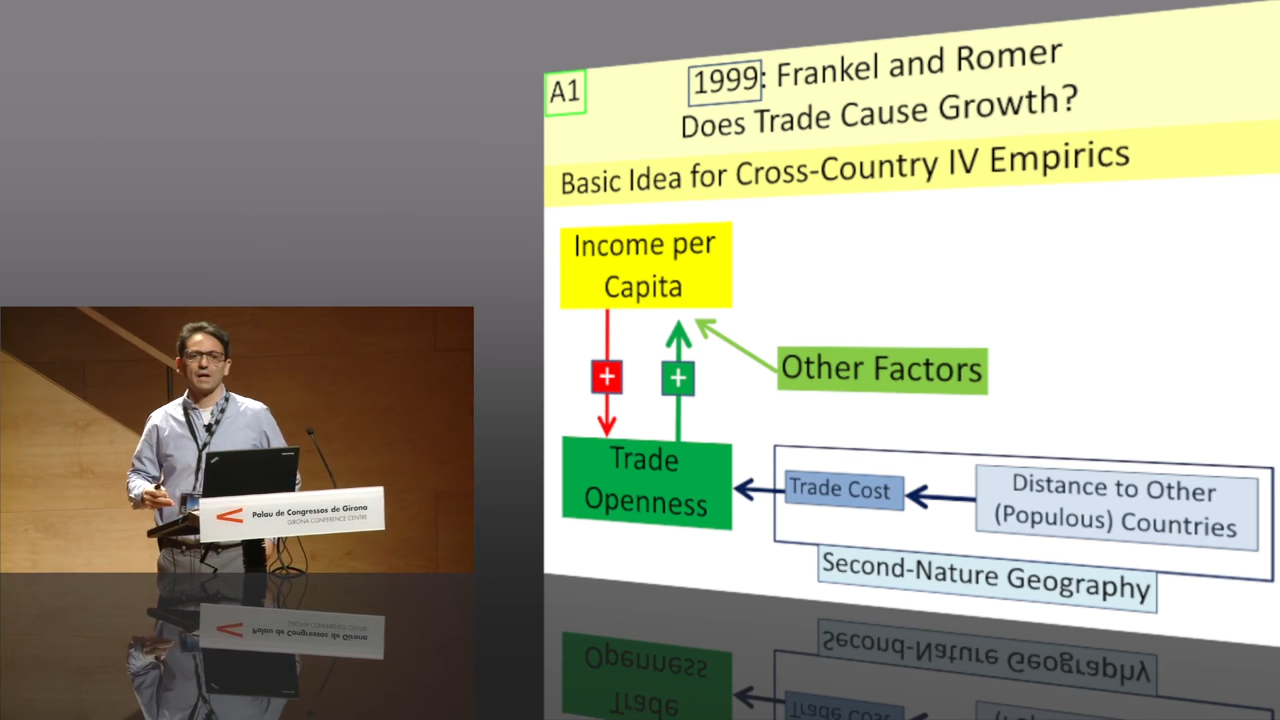 A1
1999: Frankel and Romer
Does Trade Cause Growth?
Basic Idea for Cross-Country IV Empirics
Income per
Capita
+
+
Other Factors
Trade
Openness
Trade Cost
Distance to Other
(Populous) Countries
Second-Nature Geography
Palau de Congressos de Girona
GIRONA CONFERENCE CENTRE